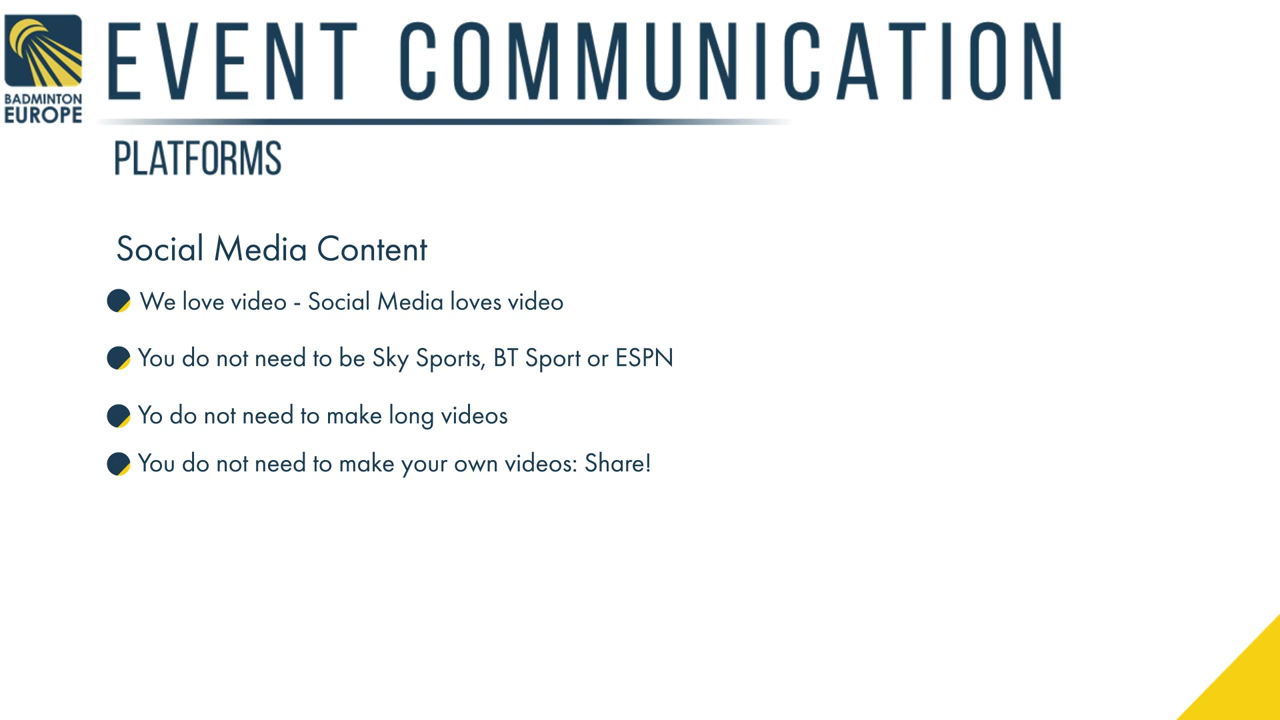 BADMINTON
EUROPE
EVENT COMMUNICATION
PLATFORMS
Social Media Content
We love video - Social Media loves video
You do not need to be Sky Sports, BT Sport or ESPN
Yo do not need to make long videos
You do not need to make your own videos: Share!